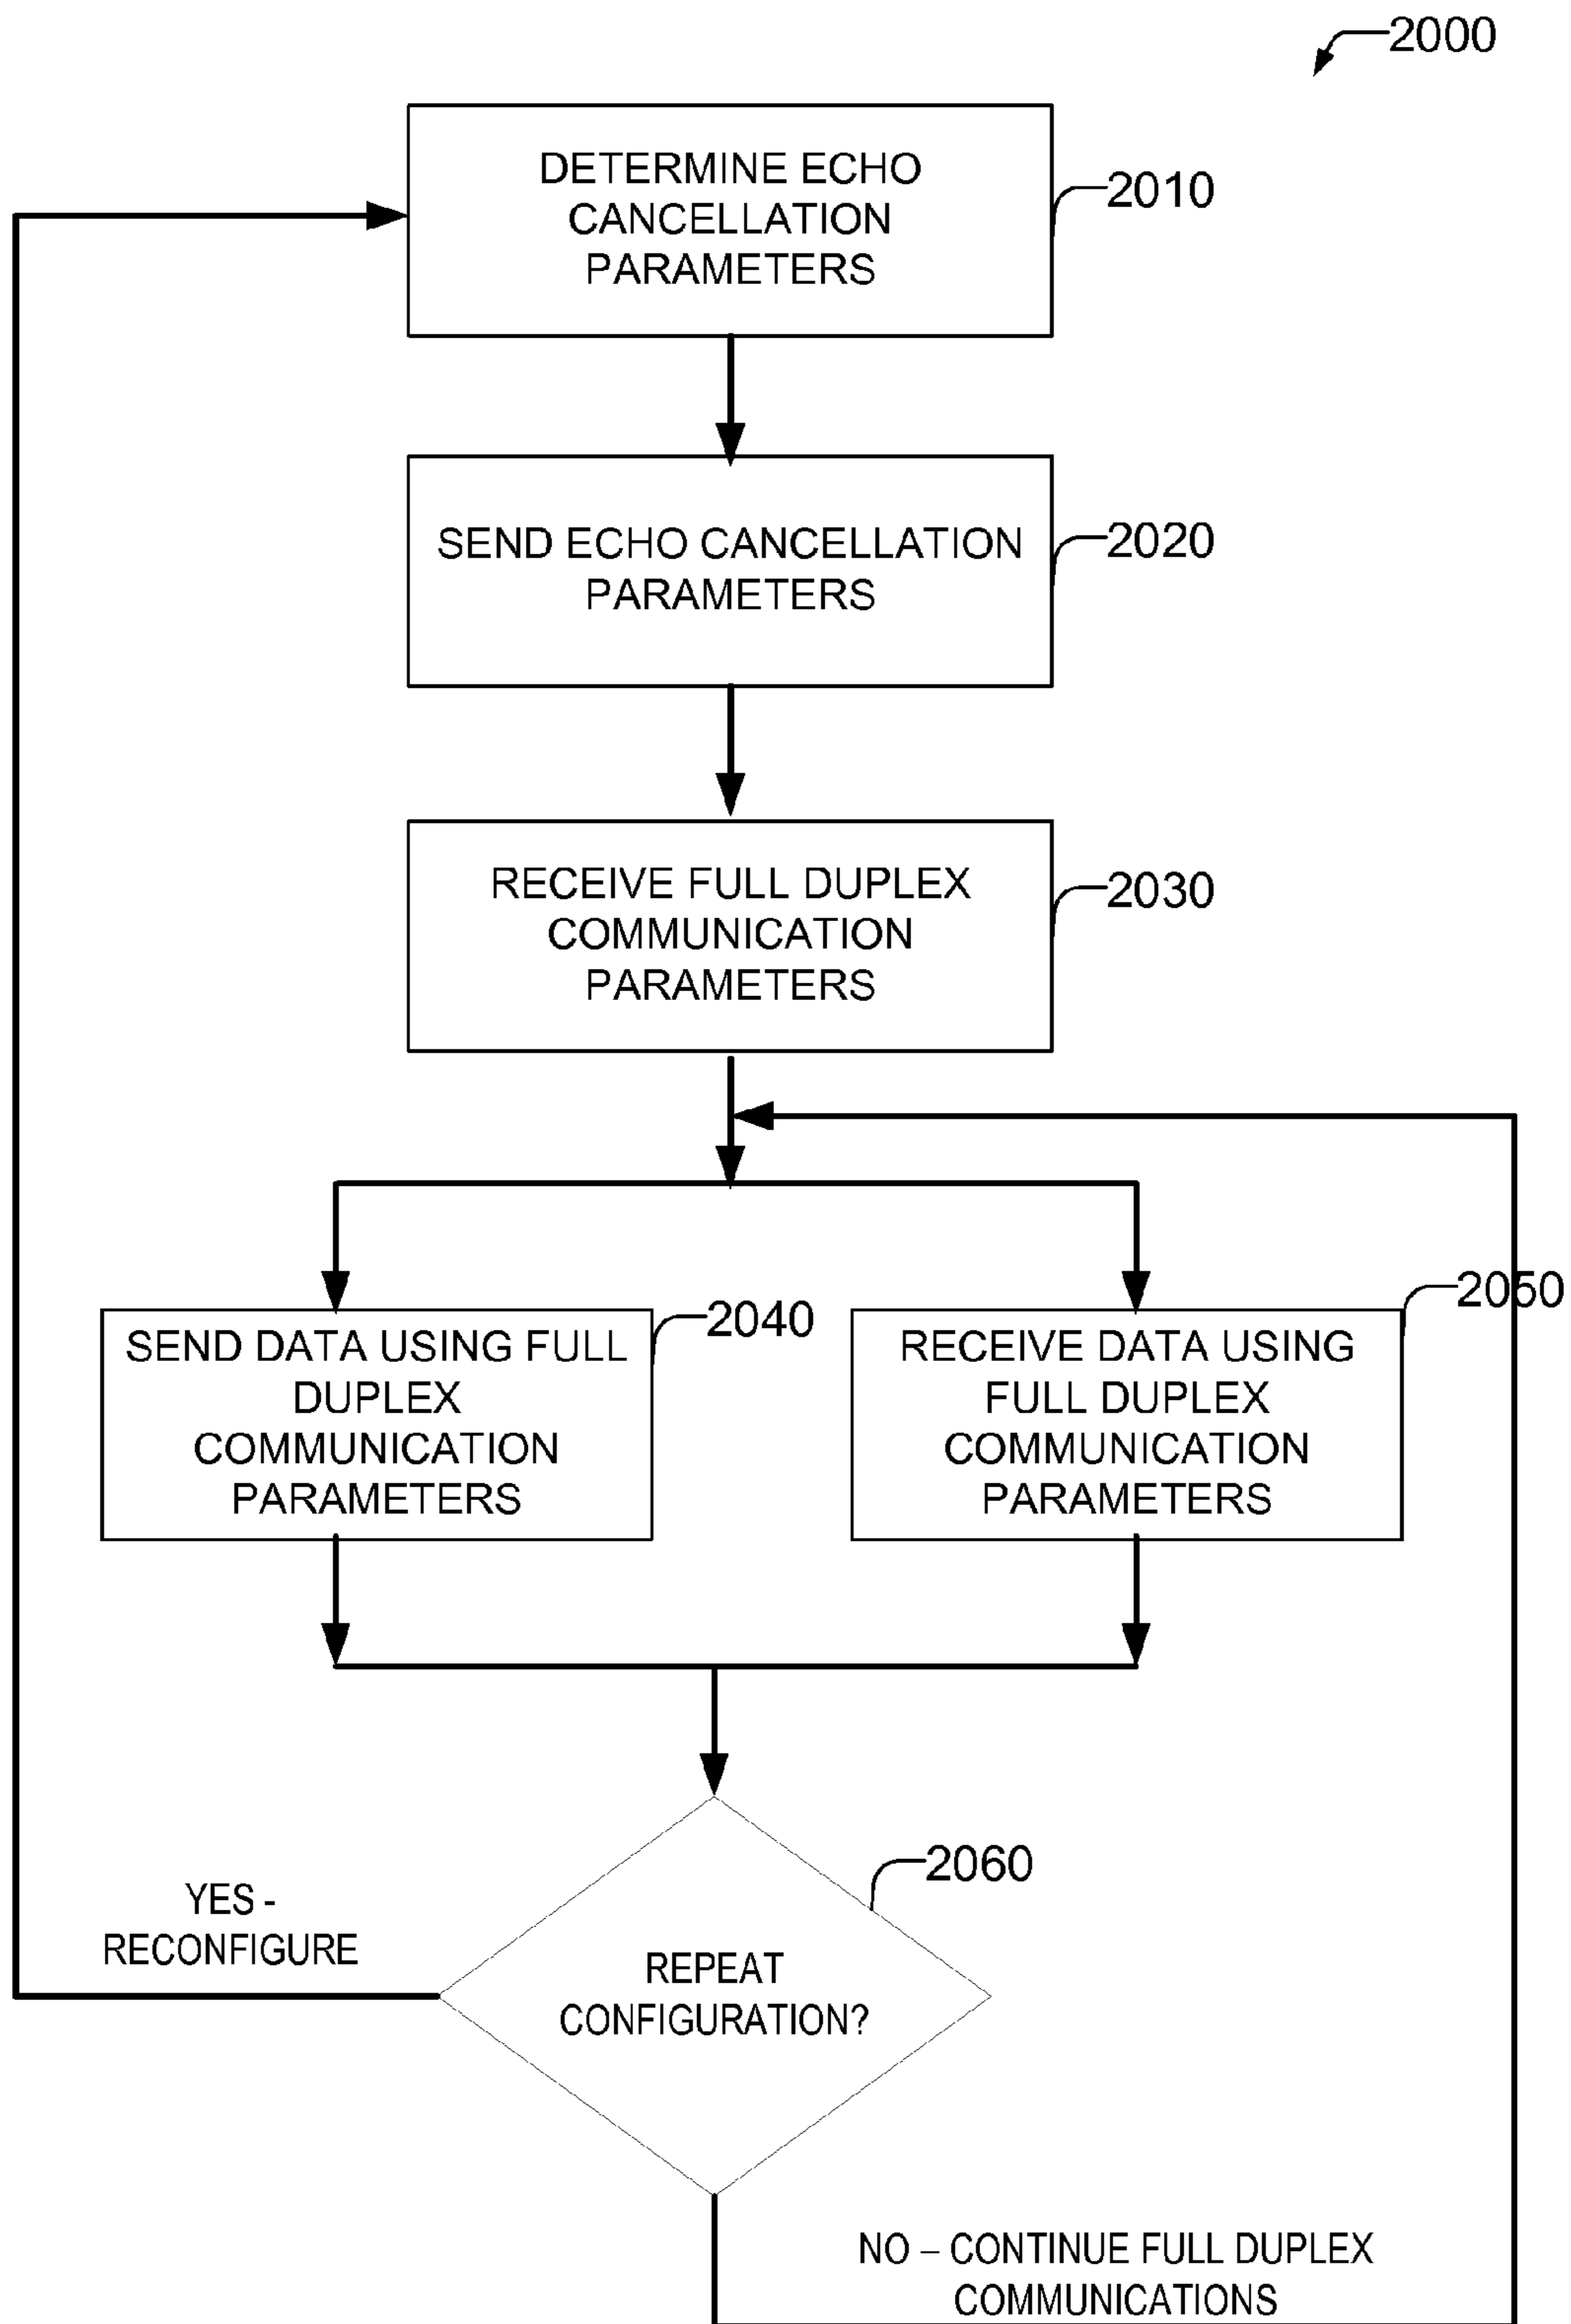 2000
DETERMINE ECHO
CANCELLATION
PARAMETERS
2010
SEND ECHO CANCELLATION
PARAMETERS
2020
RECEIVE FULL DUPLEX
COMMUNICATION
PARAMETERS
2030
SEND DATA USING FULL
DUPLEX
COMMUNICATION
PARAMETERS
2040
RECEIVE DATA USING
FULL DUPLEX
COMMUNICATION
PARAMETERS
2050
REPEAT
CONFIGURATION?
2060
YES -
RECONFIGURE
NO – CONTINUE FULL DUPLEX
COMMUNICATIONS